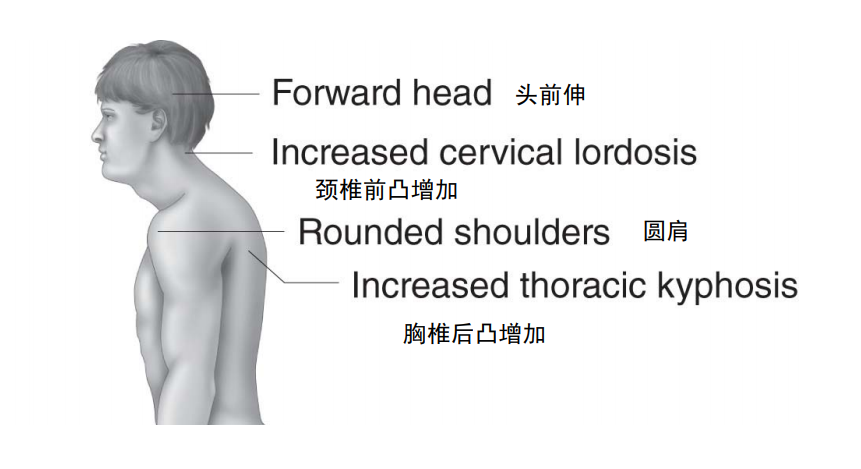 Forward head 头前伸
Increased cervical lordosis
颈椎前凸增加
Rounded shoulders 圆肩
Increased thoracic kyphosis
胸椎后凸增加